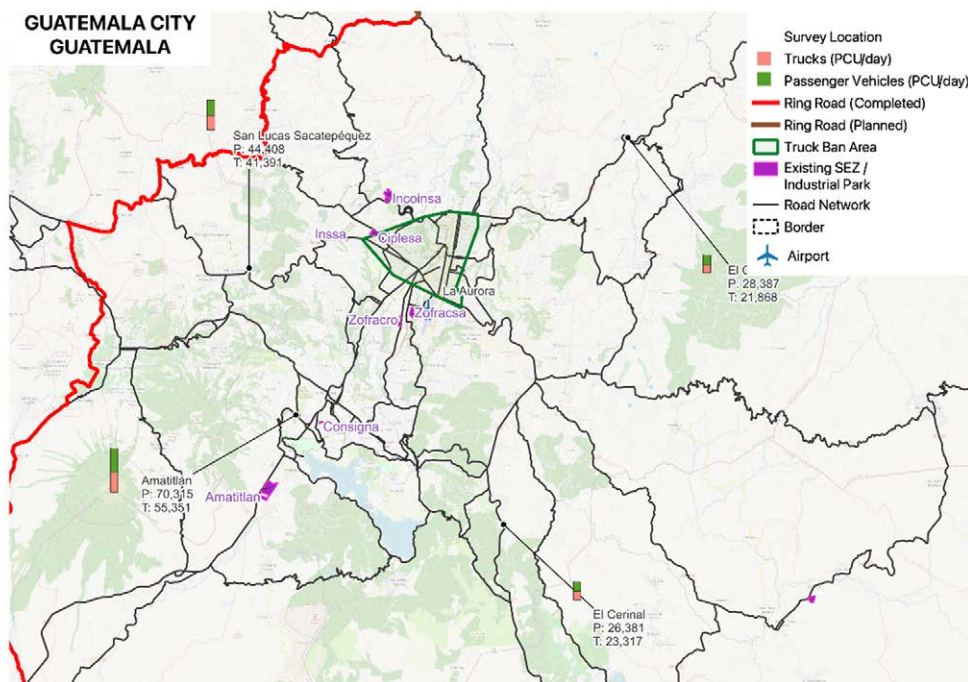 GUATEMALA CITY
GUATEMALA
Survey Location
Trucks (PCU/day)
Passenger Vehicles (PCU/day)
Ring Road (Completed)
Ring Road (Planned)
Truck Ban Area
Existing SEZ /
Industrial Park
Road Network
Border
Airport
San Lucas Sacatepéquez
P: 44,408
T: 41,391
Incoinsa
Inssa
Ciplesa
La Aurora
Zofracro
Zofracsa
El
P: 28,387
T: 21,868
Consigna
Amatitlán
P: 70,315
T: 55,351
Amatitlan
El Cerinal
P: 26,381
T: 23,317